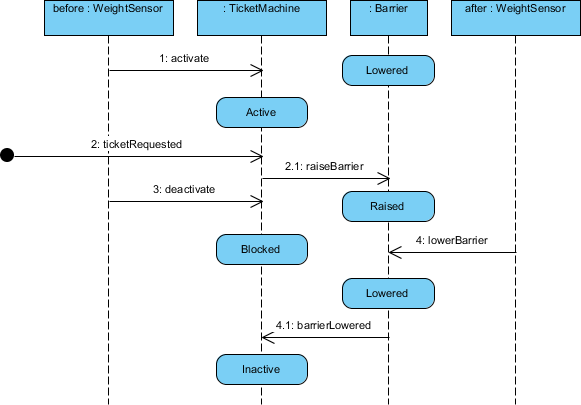 before : WeightSensor
: TicketMachine
: Barrier
after : WeightSensor
1: activate
Lowered
Active
2: ticketRequested
2.1: raiseBarrier
3: deactivate
Raised
Blocked
4: lowerBarrier
Lowered
4.1: barrierLowered
Inactive